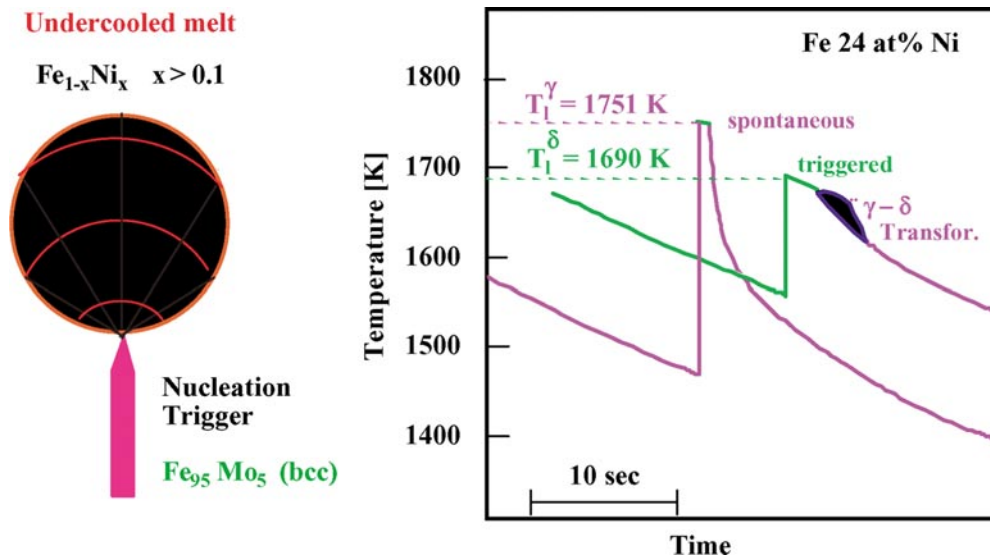 Undercooled melt
Fe₁₋ₓNiₓ x > 0.1
Nucleation
Trigger
Fe₉₅ Mo₅ (bcc)
Fe 24 at% Ni
Temperature [K]
1800
1700
1600
1500
1400
Tₗᵞ = 1751 K
spontaneous
Tₗᵟ = 1690 K
triggered
γ – δ
Transfor.
10 sec
Time